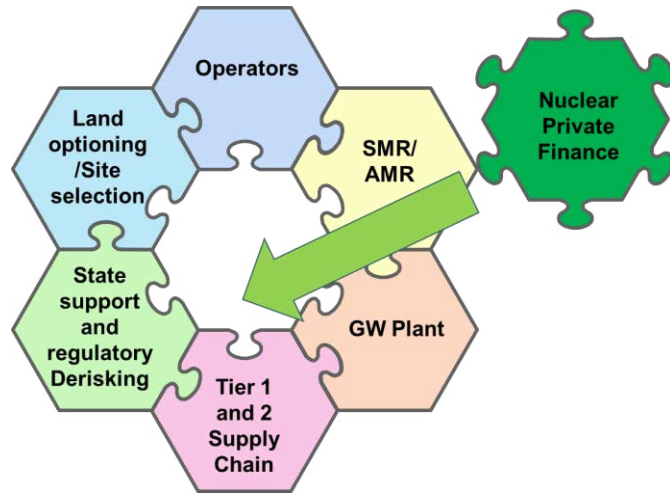 Operators
Land
optioning
/Site
selection
SMR/
AMR
Nuclear
Private
Finance
State
support
and
regulatory
Derisking
GW Plant
Tier 1
and 2
Supply
Chain